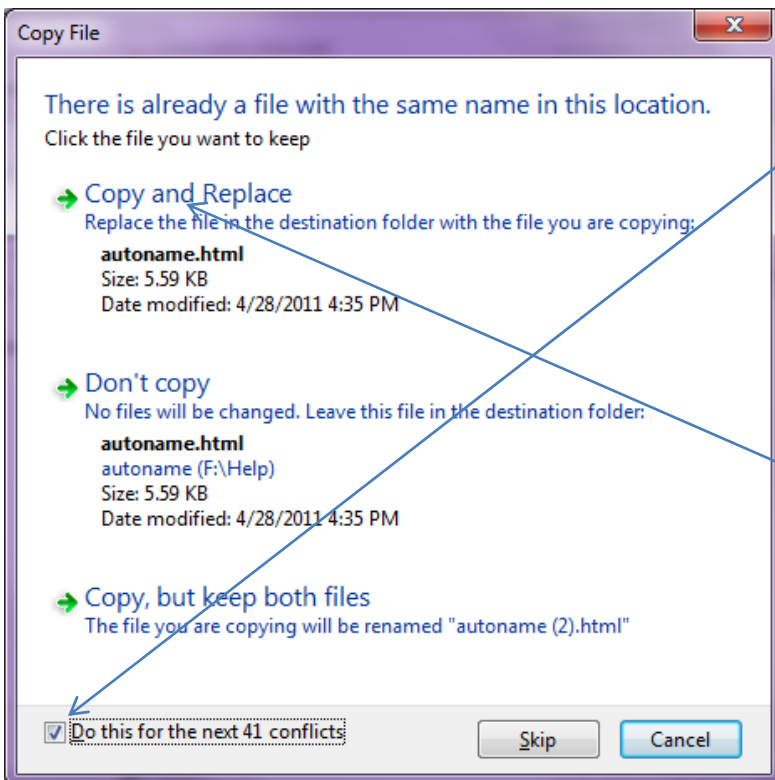 Copy File
There is already a file with the same name in this location.
Click the file you want to keep
Copy and Replace
Replace the file in the destination folder with the file you are copying:
autoname.html
Size: 5.59 KB
Date modified: 4/28/2011 4:35 PM
Don't copy
No files will be changed. Leave this file in the destination folder:
autoname.html
autoname (F:\Help)
Size: 5.59 KB
Date modified: 4/28/2011 4:35 PM
Copy, but keep both files
The file you are copying will be renamed "autoname (2).html"
Do this for the next 41 conflicts
Skip
Cancel